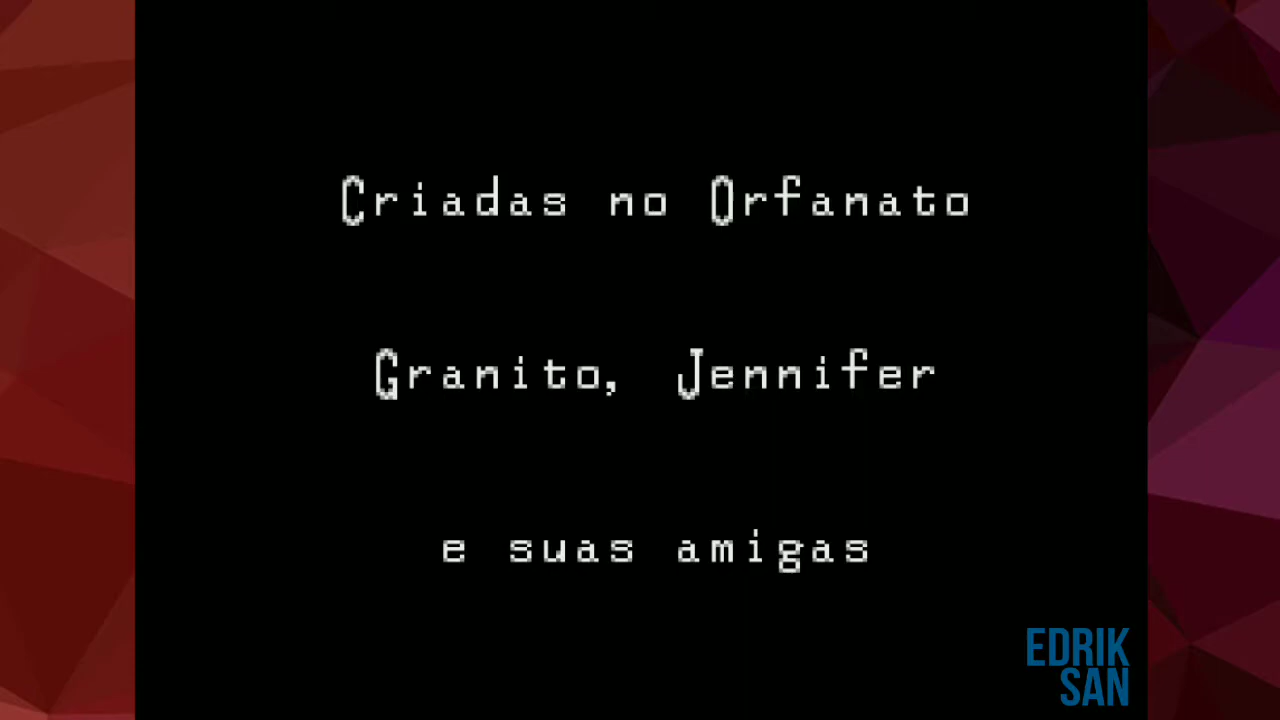 Criadas no Orfanato
Granito, Jennifer
e suas amigas
EDRIK
SAN